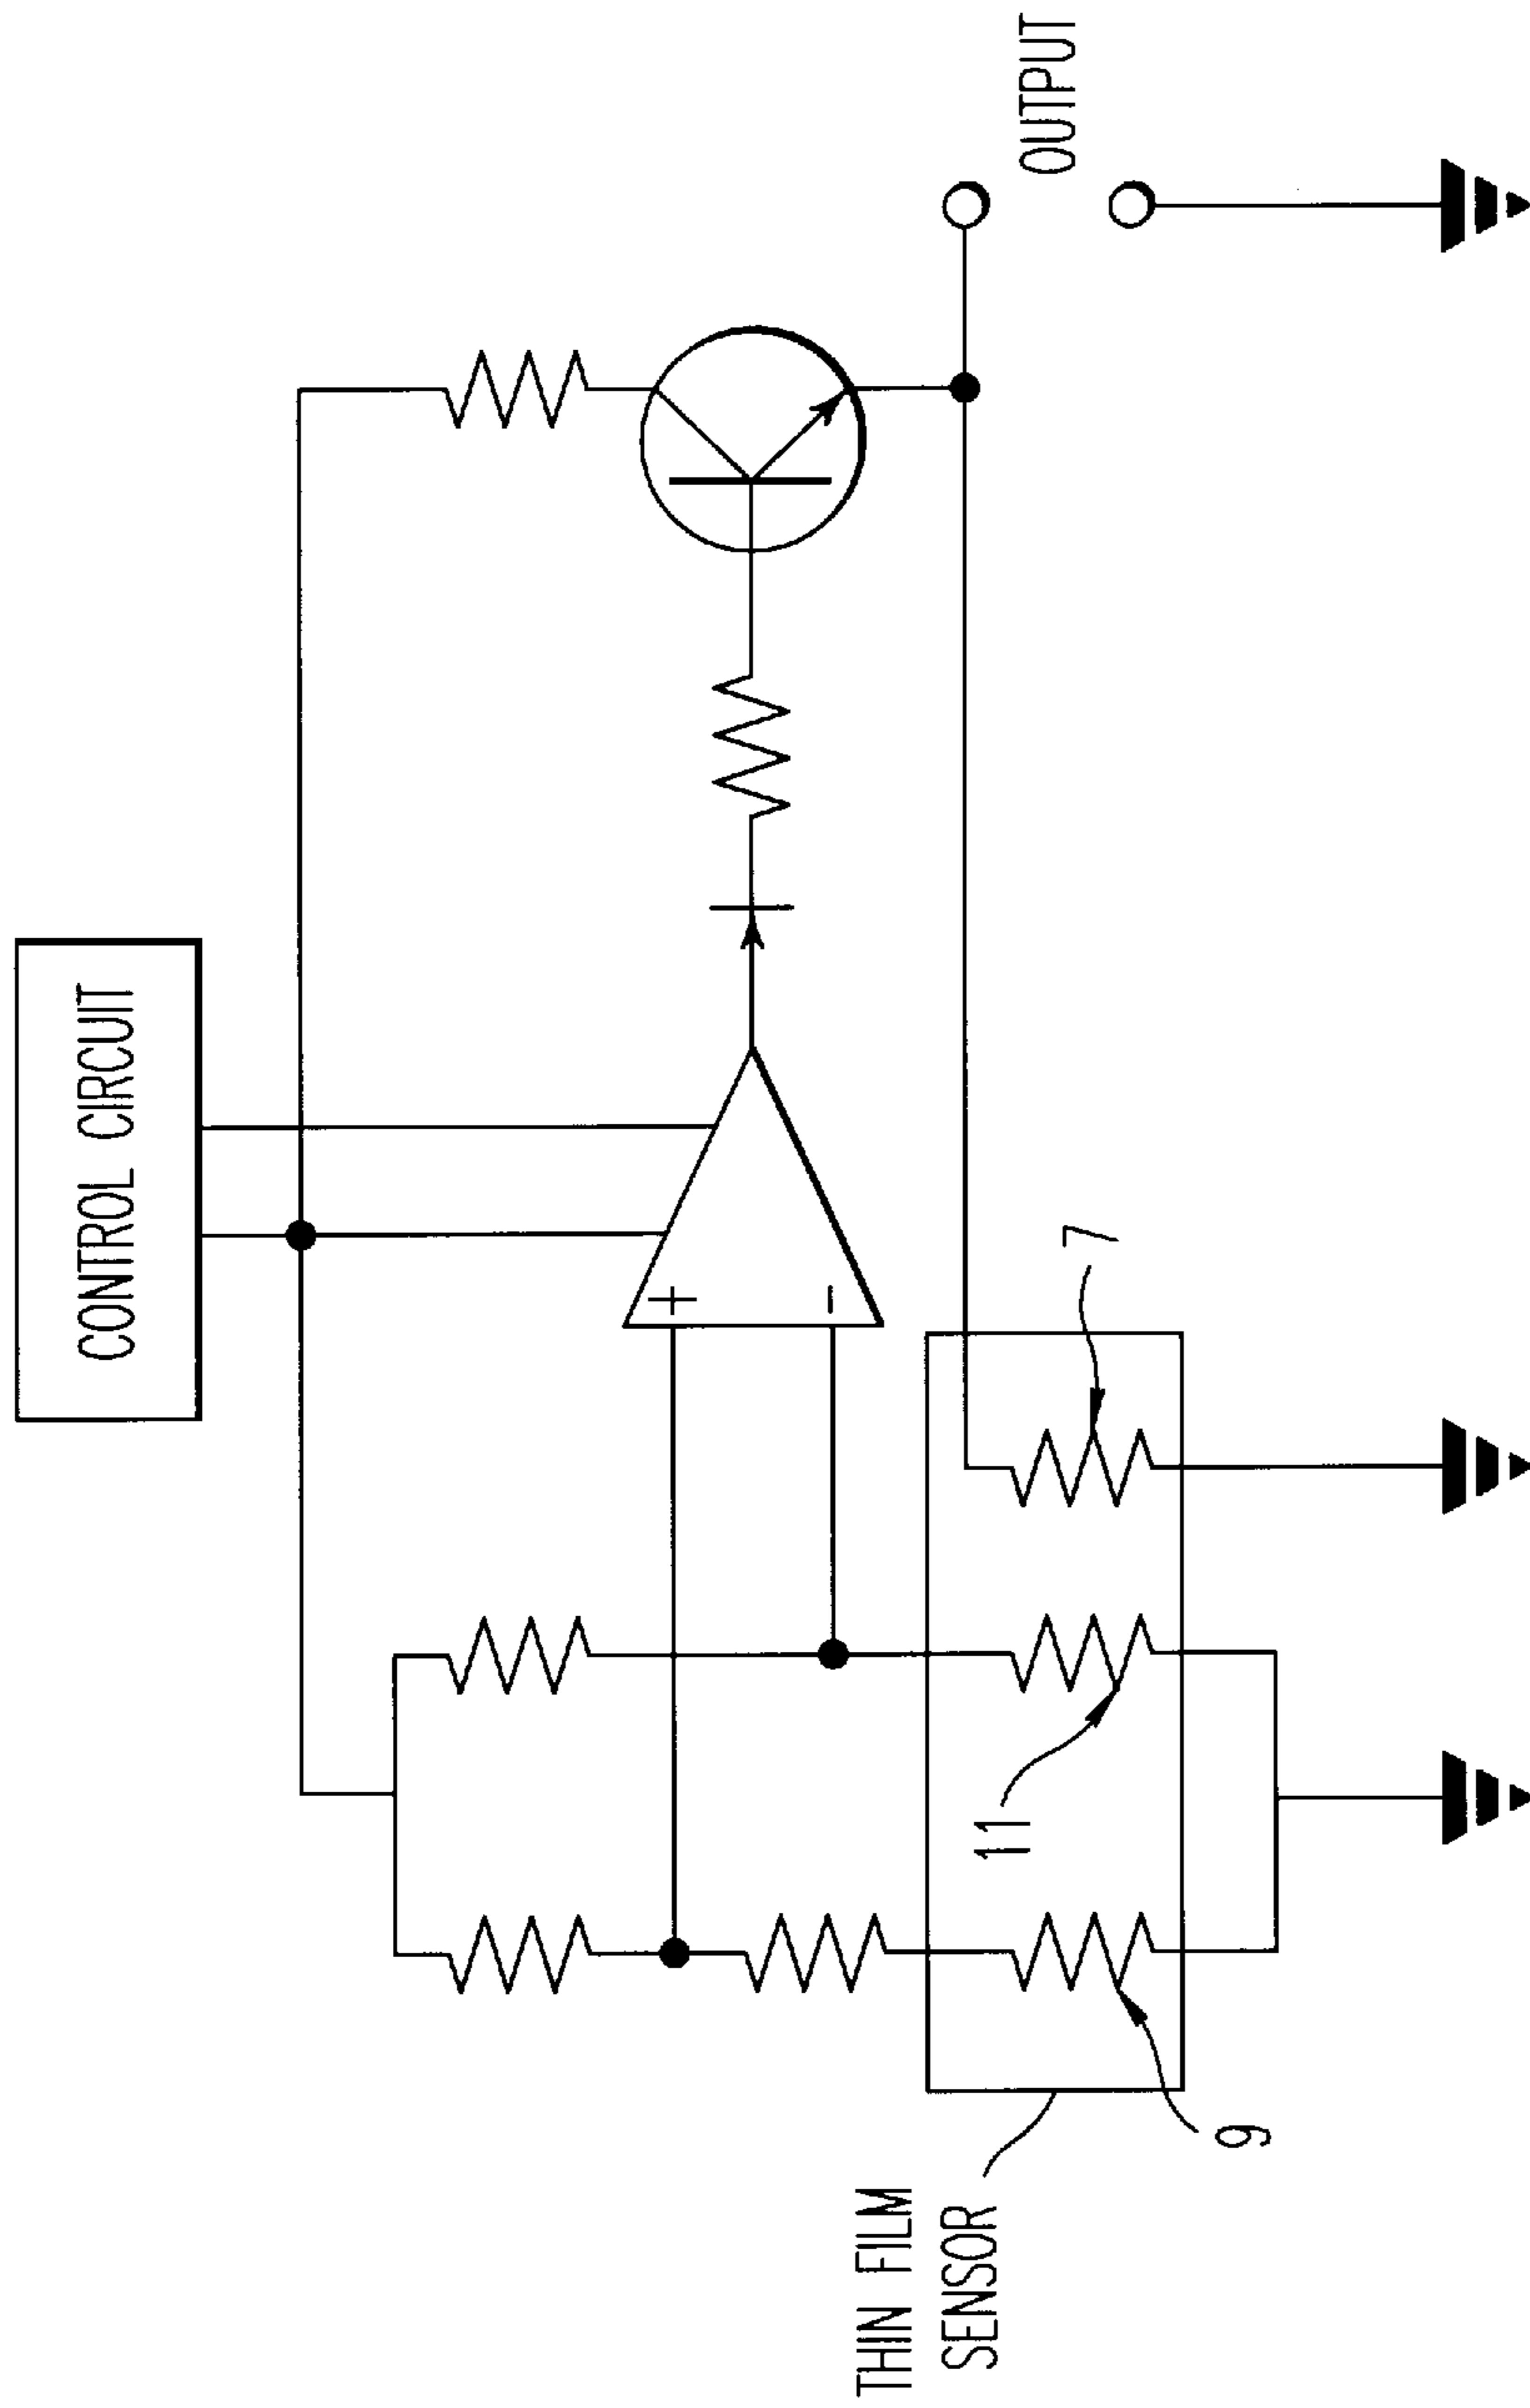 CONTROL CIRCUIT
OUTPUT
+
-
7
11
9
THIN FILM
SENSOR